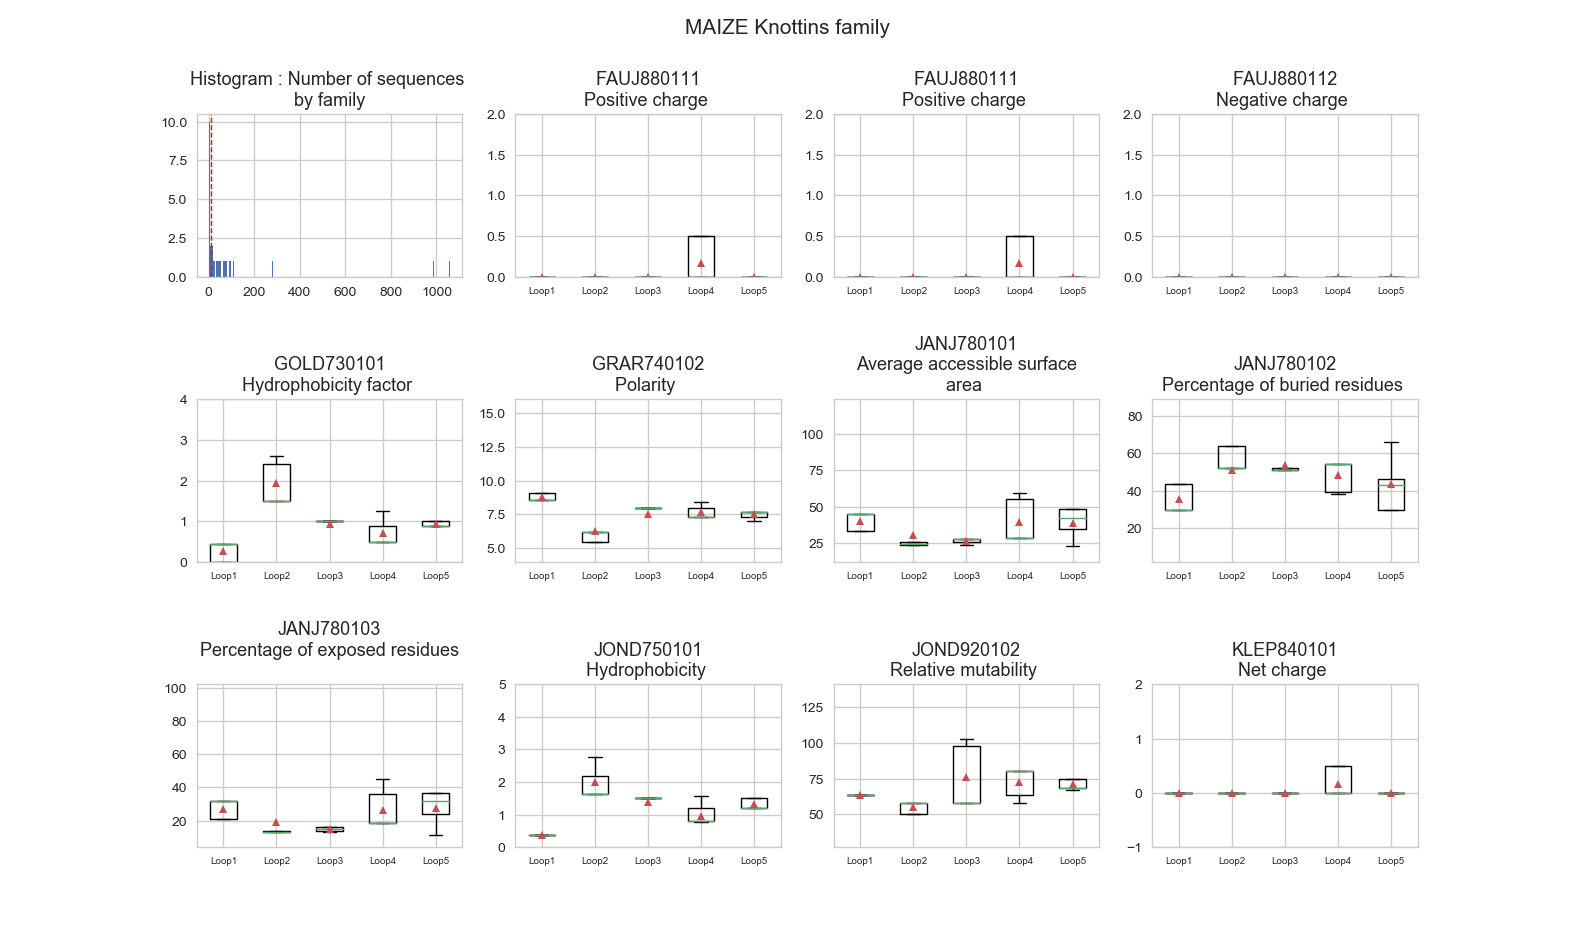 MAIZE Knottins family
Histogram : Number of sequences
by family
10.0
7.5
5.0
2.5
0.0
0 200 400 600 800 1000
FAUJ880111
Positive charge
2.0
1.5
1.0
0.5
0.0
Loop1 Loop2 Loop3 Loop4 Loop5
FAUJ880111
Positive charge
2.0
1.5
1.0
0.5
0.0
Loop1 Loop2 Loop3 Loop4 Loop5
FAUJ880112
Negative charge
2.0
1.5
1.0
0.5
0.0
Loop1 Loop2 Loop3 Loop4 Loop5
GOLD730101
Hydrophobicity factor
4
3
2
1
0
Loop1 Loop2 Loop3 Loop4 Loop5
GRAR740102
Polarity
15.0
12.5
10.0
7.5
5.0
Loop1 Loop2 Loop3 Loop4 Loop5
JANJ780101
Average accessible surface
area
100
75
50
25
Loop1 Loop2 Loop3 Loop4 Loop5
JANJ780102
Percentage of buried residues
80
60
40
20
Loop1 Loop2 Loop3 Loop4 Loop5
JANJ780103
Percentage of exposed residues
100
80
60
40
20
Loop1 Loop2 Loop3 Loop4 Loop5
JOND750101
Hydrophobicity
5
4
3
2
1
0
Loop1 Loop2 Loop3 Loop4 Loop5
JOND920102
Relative mutability
125
100
75
50
Loop1 Loop2 Loop3 Loop4 Loop5
KLEP840101
Net charge
2
1
0
−1
Loop1 Loop2 Loop3 Loop4 Loop5